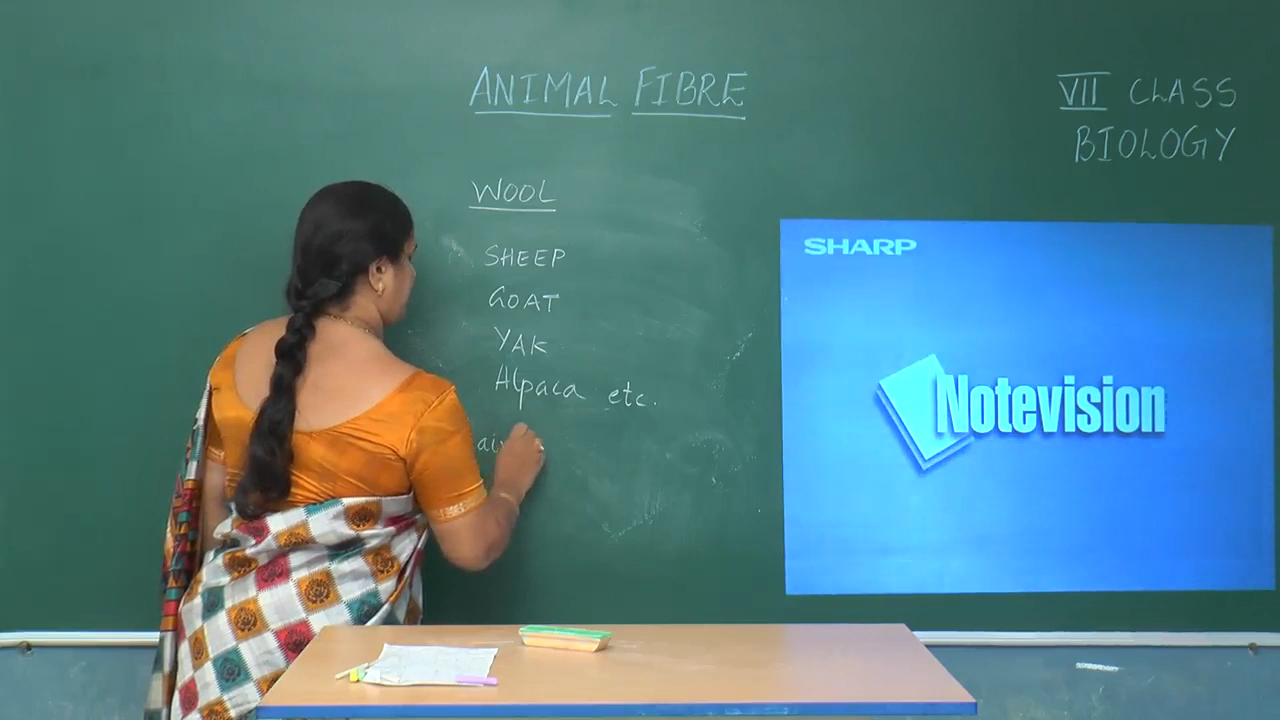 ANIMAL FIBRE
VII CLASS
BIOLOGY
WOOL
SHEEP
GOAT
YAK
Alpaca etc.
SHARP
Notevision